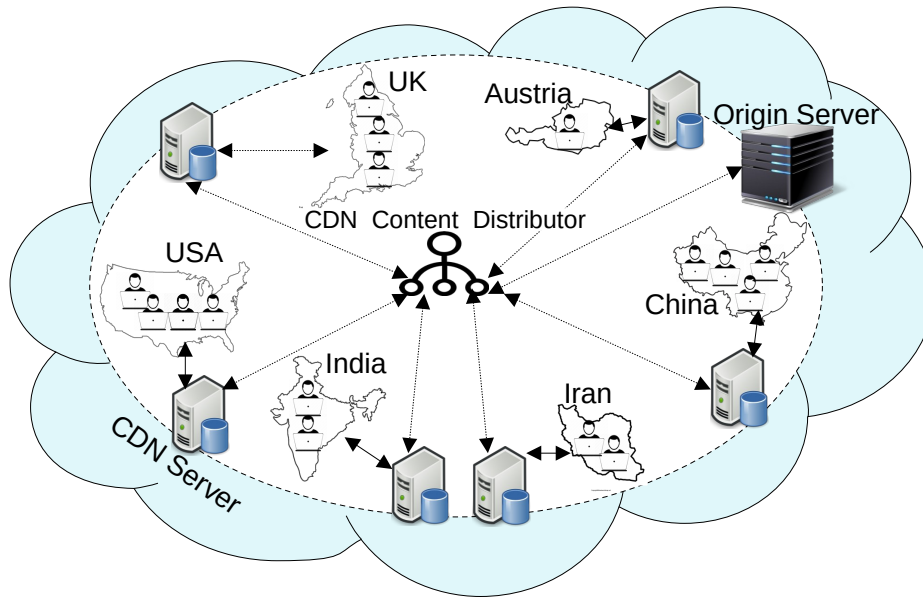 UK
Austria
Origin Server
CDN Content Distributor
USA
China
India
Iran
CDN Server